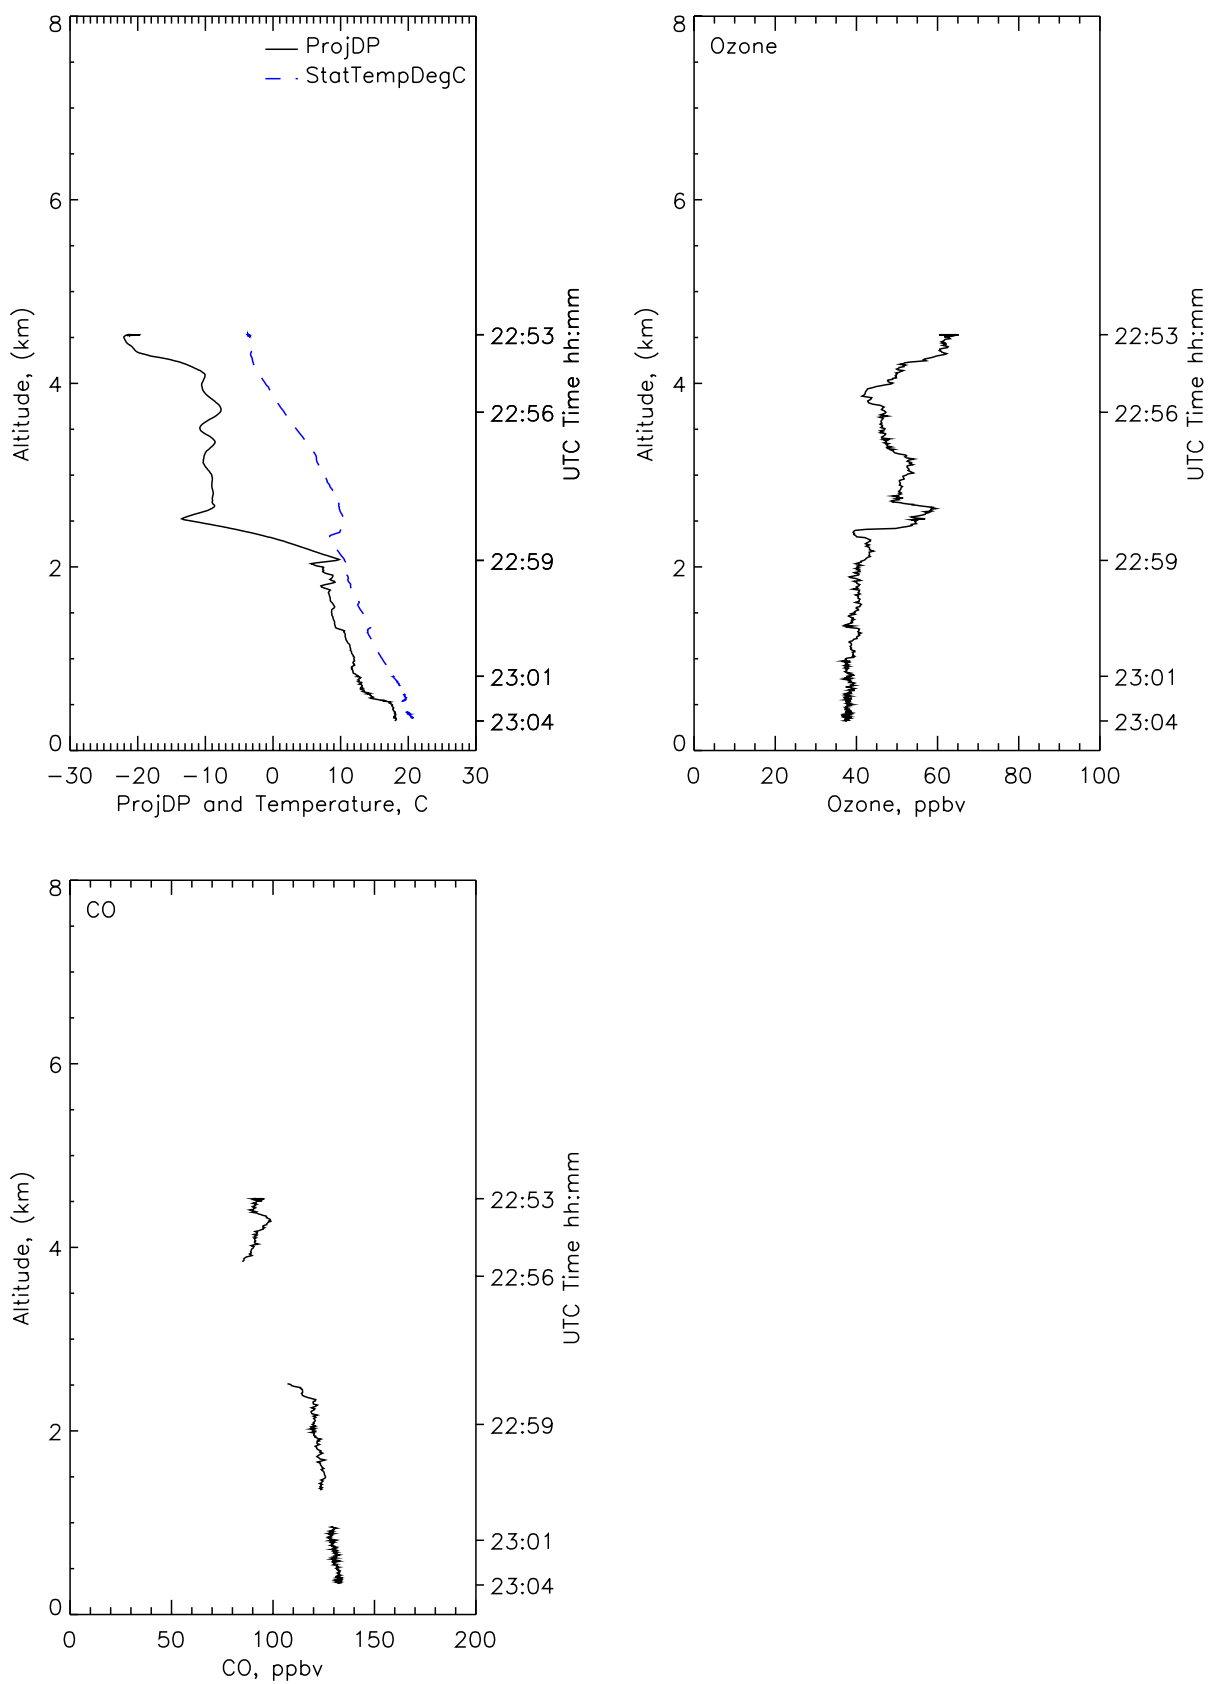 8
6
4
2
0
Altitude, (km)
ProjDP
StatTempDegC
22:53
22:56
22:59
23:01
23:04
UTC Time hh:mm
−30 −20 −10 0 10 20 30
ProjDP and Temperature, C
8
6
4
2
0
Altitude, (km)
Ozone
22:53
22:56
22:59
23:01
23:04
UTC Time hh:mm
0 20 40 60 80 100
Ozone, ppbv
8
6
4
2
0
Altitude, (km)
CO
22:53
22:56
22:59
23:01
23:04
UTC Time hh:mm
0 50 100 150 200
CO, ppbv